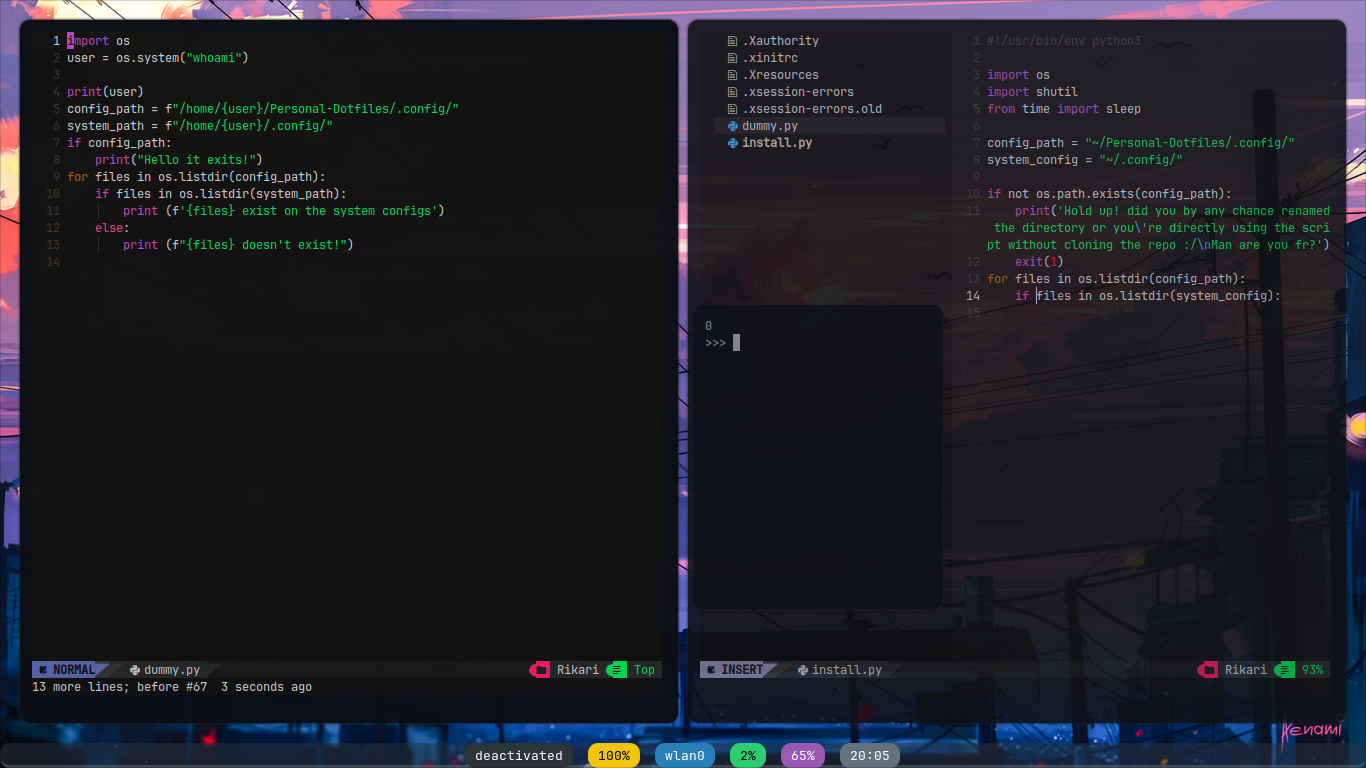 1 import os
2 user = os.system("whoami")
3
4 print(user)
5 config_path = f"/home/{user}/Personal-Dotfiles/.config/"
6 system_path = f"/home/{user}/.config/"
7 if config_path:
8 print("Hello it exits!")
9 for files in os.listdir(config_path):
10 if files in os.listdir(system_path):
11 print (f'{files} exist on the system configs')
12 else:
13 print (f"{files} doesn't exist!")
14
NORMAL dummy.py Rikari Top
13 more lines; before #67 3 seconds ago
.Xauthority
.xinitrc
.Xresources
.xsession-errors
.xsession-errors.old
dummy.py
install.py
1 #!/usr/bin/env python3
2
3 import os
4 import shutil
5 from time import sleep
6
7 config_path = "~/Personal-Dotfiles/.config/"
8 system_config = "~/.config/"
9
10 if not os.path.exists(config_path):
11 print('Hold up! did you by any chance renamed
the directory or you\'re directly using the scri
pt without cloning the repo :/\nMan are you fr?')
12 exit(1)
13 for files in os.listdir(config_path):
14 if files in os.listdir(system_config):
15
0
>>>
INSERT install.py Rikari 93%
Xenami
deactivated 100% wlan0 2% 65% 20:05